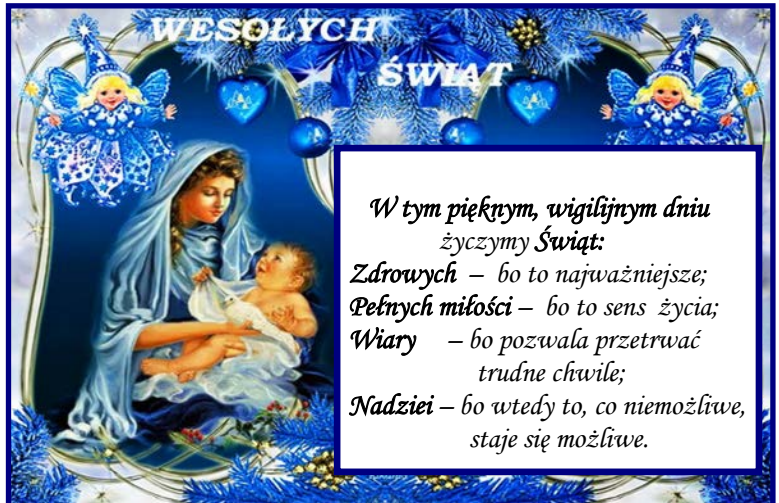 WESOŁYCH
ŚWIĄT
W tym pięknym, wigilijnym dniu
życzymy Świąt:
Zdrowych – bo to najważniejsze;
Pełnych miłości – bo to sens życia;
Wiary – bo pozwala przetrwać
trudne chwile;
Nadziei – bo wtedy to, co niemożliwe,
staje się możliwe.